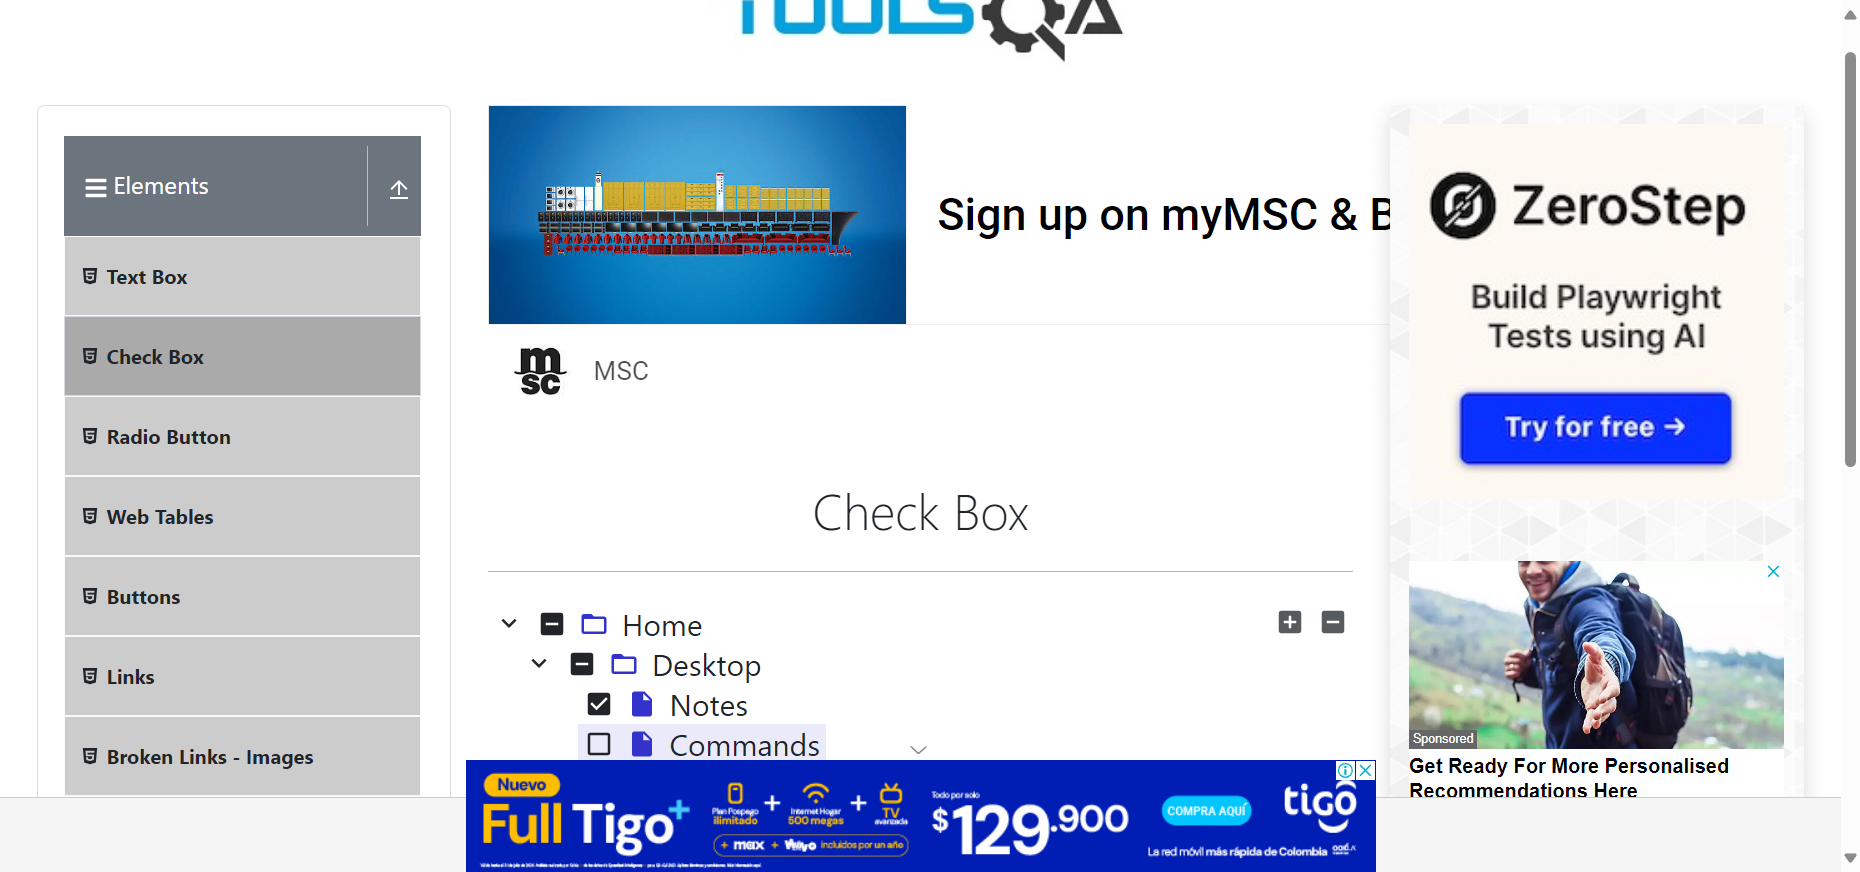 TOOLSQA
Elements
Text Box
Check Box
Radio Button
Web Tables
Buttons
Links
Broken Links - Images
Sign up on myMSC & B
msc
MSC
Check Box
Home
Desktop
Notes
Commands
ZeroStep
Build Playwright
Tests using AI
Try for free →
Sponsored
Get Ready For More Personalised
Recommendations Here
Nuevo
Full Tigo+
Plan Pospago
ilimitado
+
Internet Hogar
500 megas
+
TV
avanzada
+ max + incluidos por un año
Todo por solo
$129.900
COMPRA AQUÍ
tigo
La red móvil más rápida de Colombia